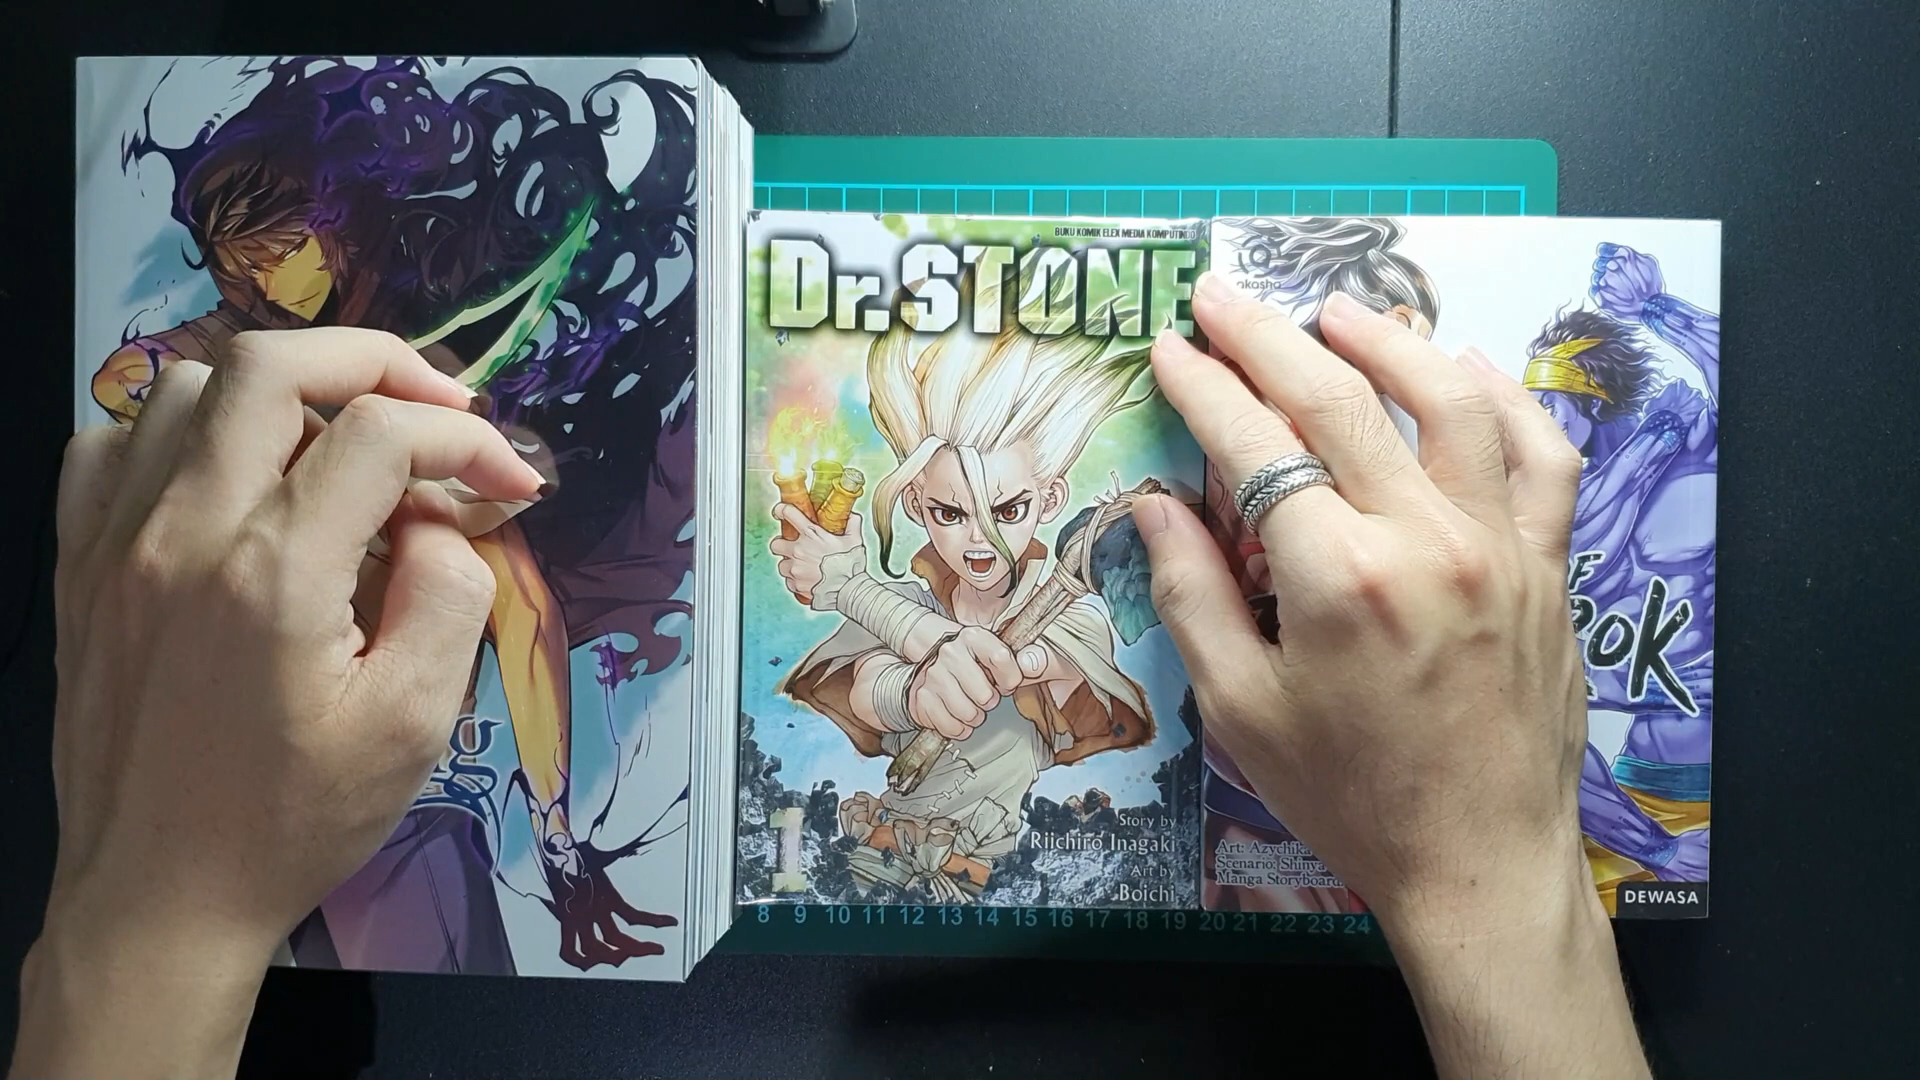 BUKU KOMIK ELEX MEDIA KOMPUTINDO
Dr.STONE
akasha
F
ROK
1
Story by
Riichiro Inagaki
Art by
Boichi
Art: Azychika
Scenario: Shinya
Manga Storyboard:
DEWASA
8 9 10 11 12 13 14 15 16 17 18 19 20 21 22 23 24